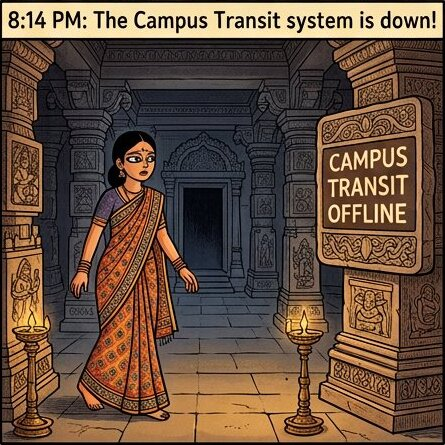 8:14 PM: The Campus Transit system is down!
CAMPUS
TRANSIT
OFFLINE